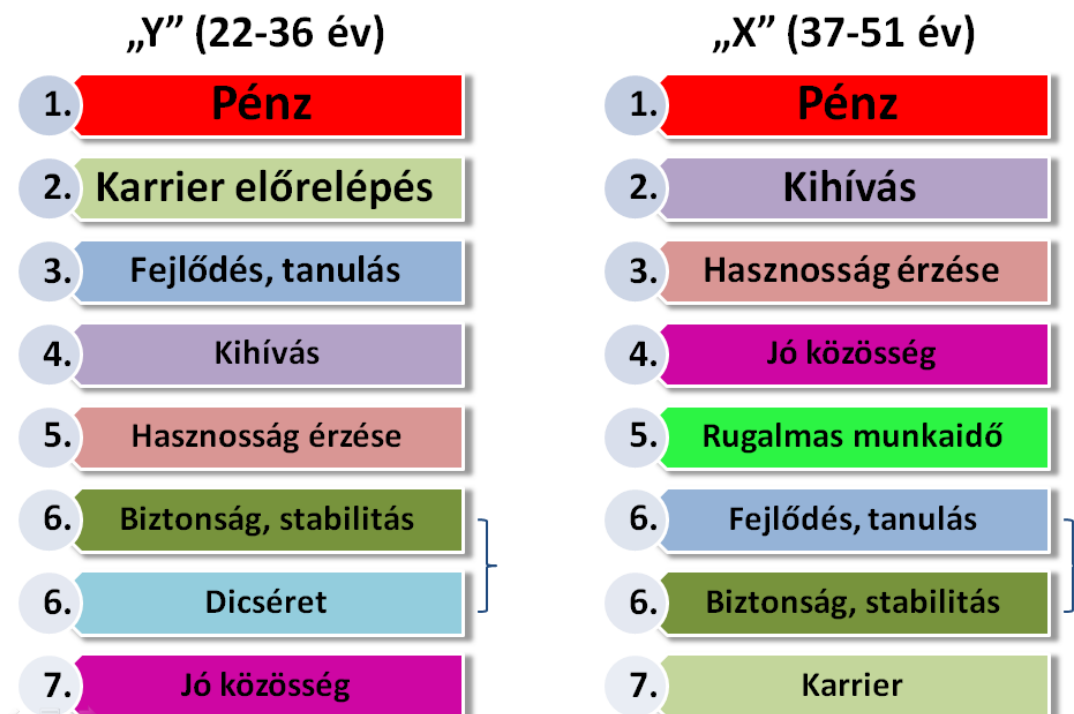 „Y” (22-36 év)
1. Pénz
2. Karrier előrelépés
3. Fejlődés, tanulás
4. Kihívás
5. Hasznosság érzése
6. Biztonság, stabilitás
6. Dicséret
7. Jó közösség
„X” (37-51 év)
1. Pénz
2. Kihívás
3. Hasznosság érzése
4. Jó közösség
5. Rugalmas munkaidő
6. Fejlődés, tanulás
6. Biztonság, stabilitás
7. Karrier